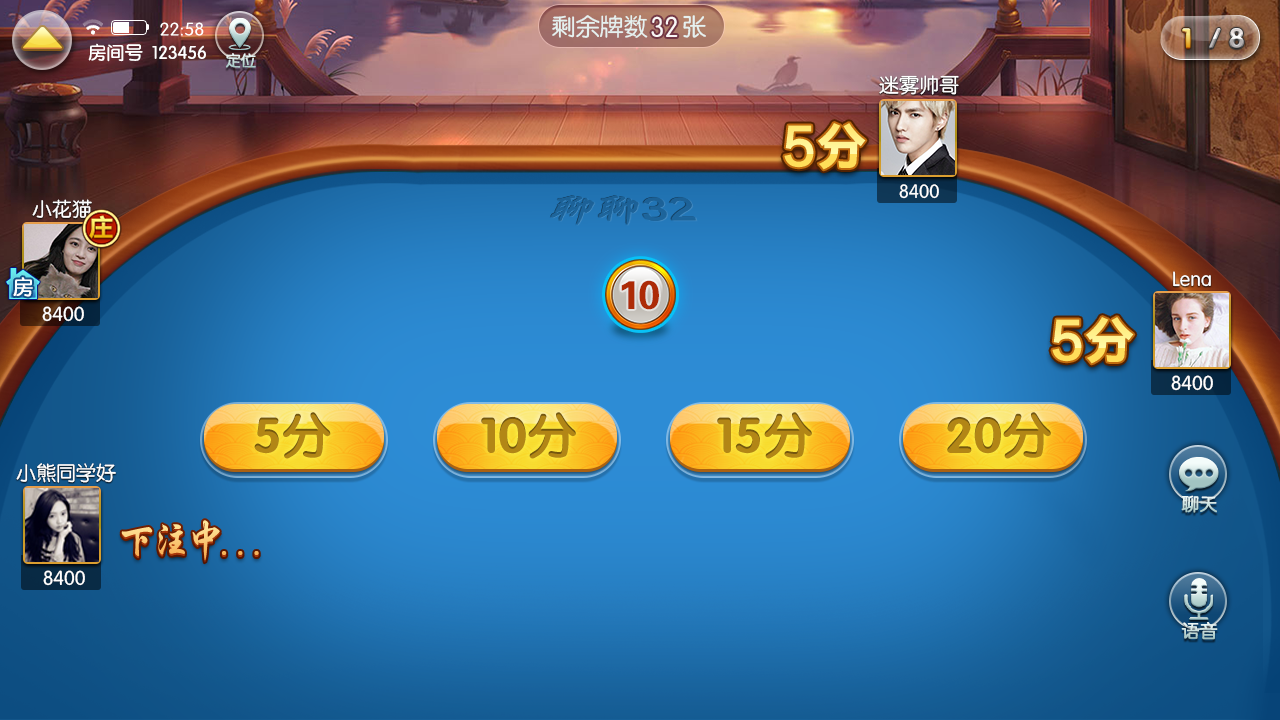 22:58
房间号 123456
定位
剩余牌数32张
1 / 8
迷雾帅哥
5分
8400
聊聊32
小花猫
庄
房
8400
10
Lena
5分
8400
5分
10分
15分
20分
小熊同学好
下注中...
8400
聊天
语音